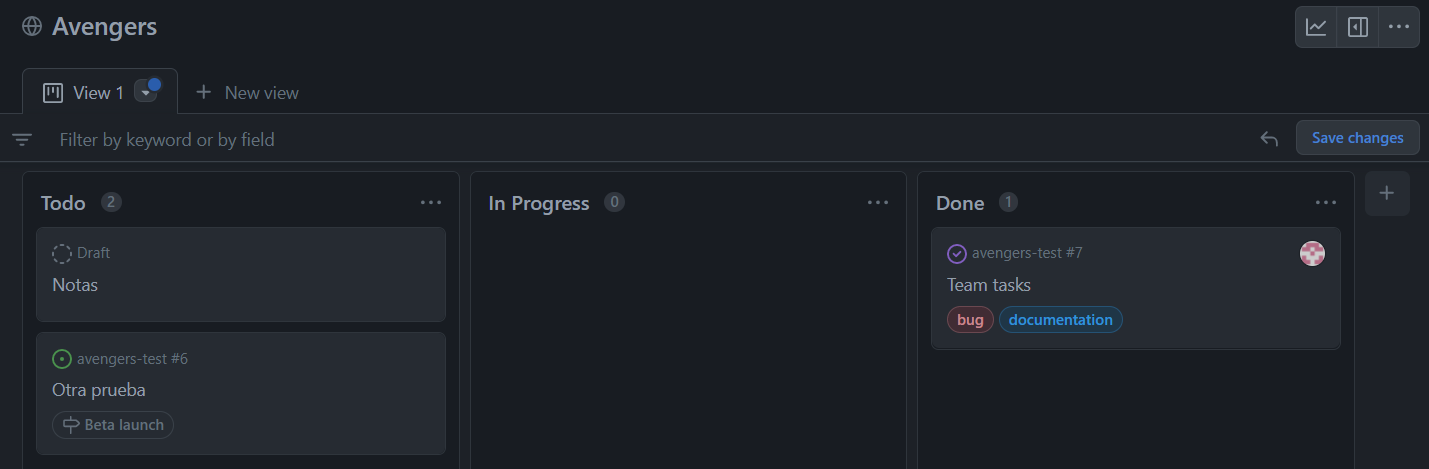 Avengers
View 1
New view
Filter by keyword or by field
Save changes
Todo 2
Draft
Notas
avengers-test #6
Otra prueba
Beta launch
In Progress 0
Done 1
avengers-test #7
Team tasks
bug documentation